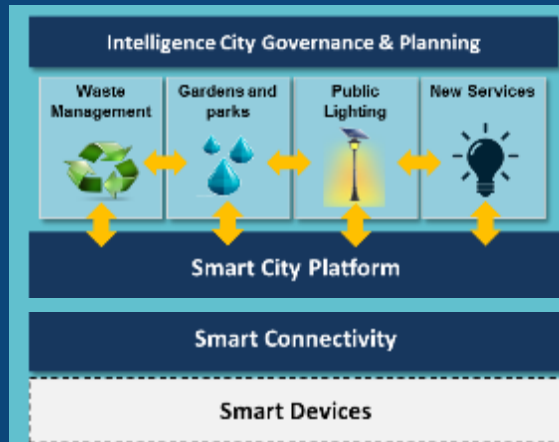 Intelligence City Governance & Planning
Waste
Management
Gardens and
parks
Public
Lighting
New Services
Smart City Platform
Smart Connectivity
Smart Devices